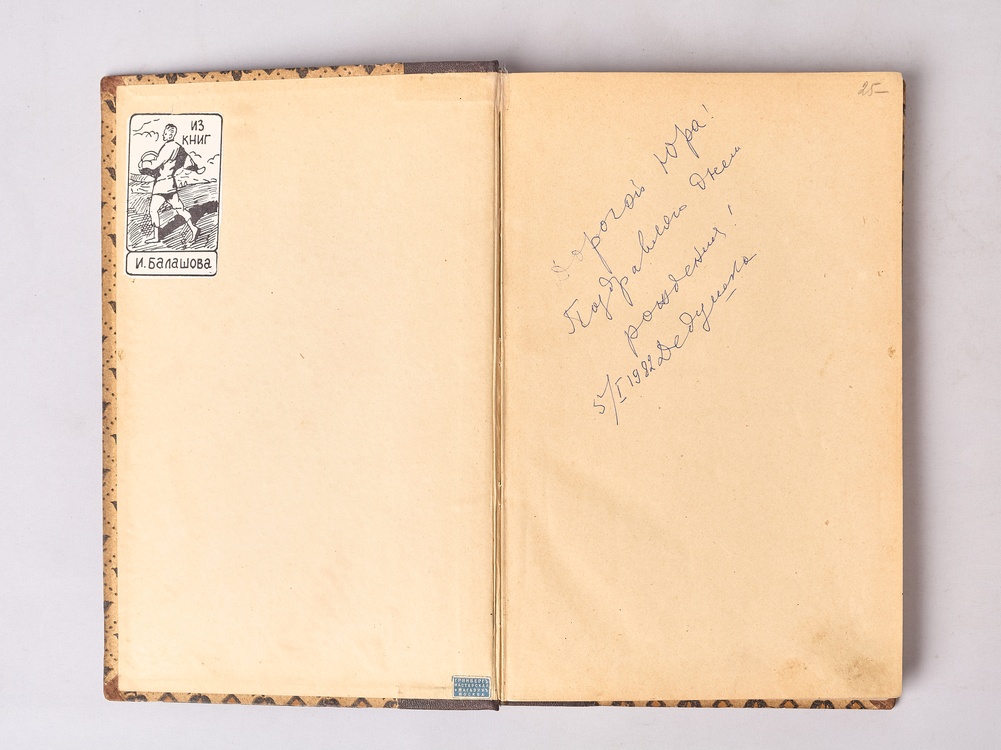 ИЗ
КНИГ
И. БАЛАШОВА
25—
Дорогой Юра!
Поздравляю Днем
рождения!
5/I 1982 Дедушка